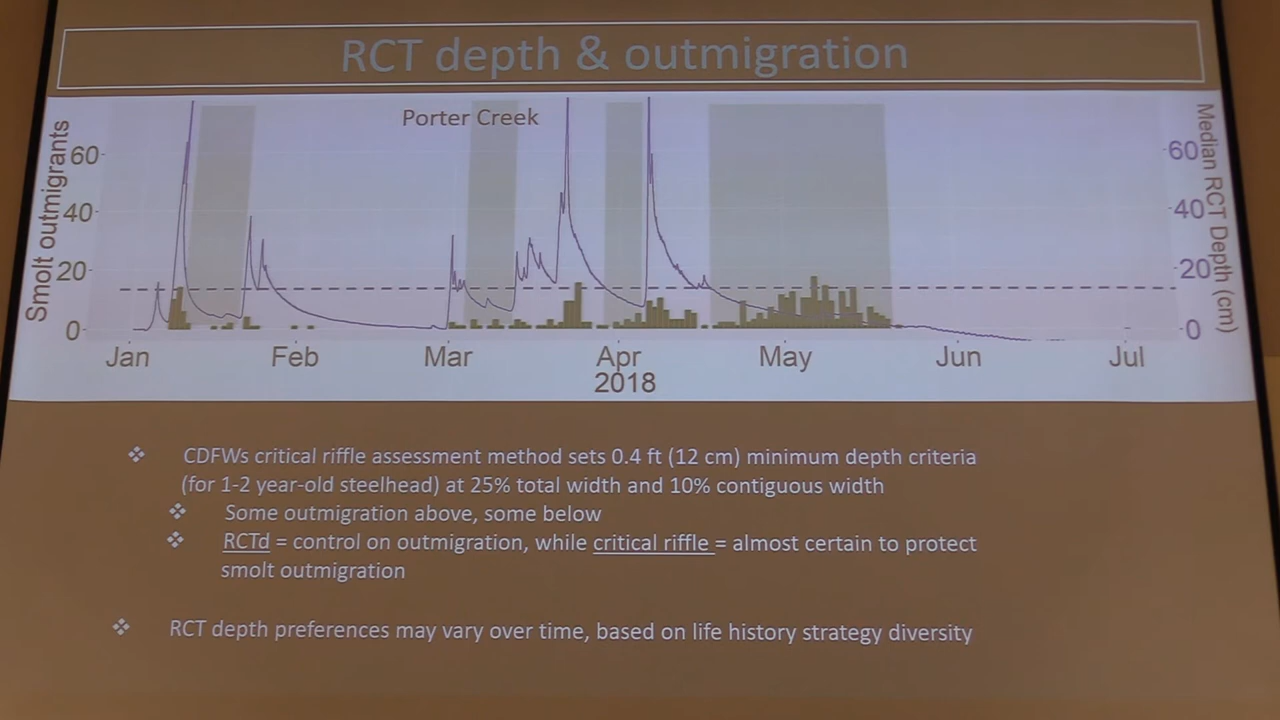 RCT depth & outmigration
Porter Creek
Smolt outmigrants
60
40
20
0
60
40
20
0
Median RCT Depth (cm)
Jan Feb Mar Apr May Jun Jul
2018
❖ CDFWs critical riffle assessment method sets 0.4 ft (12 cm) minimum depth criteria
(for 1-2 year-old steelhead) at 25% total width and 10% contiguous width
❖ Some outmigration above, some below
❖ RCTd = control on outmigration, while critical riffle = almost certain to protect
smolt outmigration
❖ RCT depth preferences may vary over time, based on life history strategy diversity